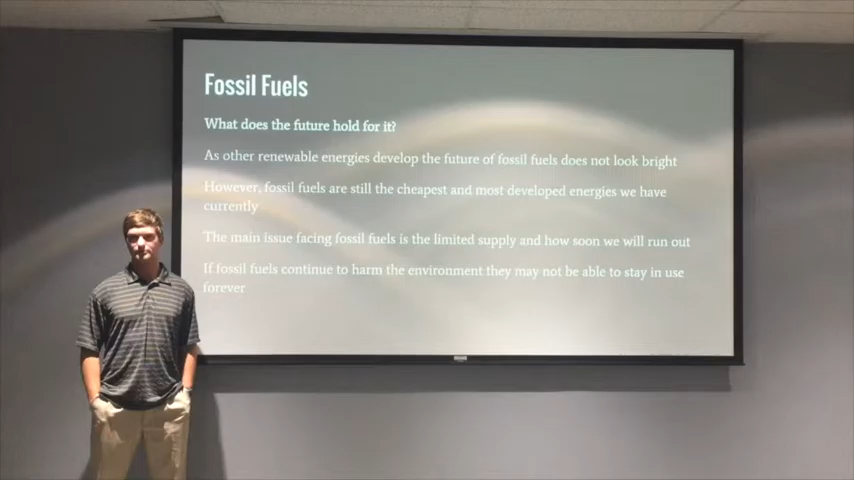 Fossil Fuels
What does the future hold for it?
As other renewable energies develop the future of fossil fuels does not look bright
However, fossil fuels are still the cheapest and most developed energies we have
currently
The main issue facing fossil fuels is the limited supply and how soon we will run out
If fossil fuels continue to harm the environment they may not be able to stay in use
forever